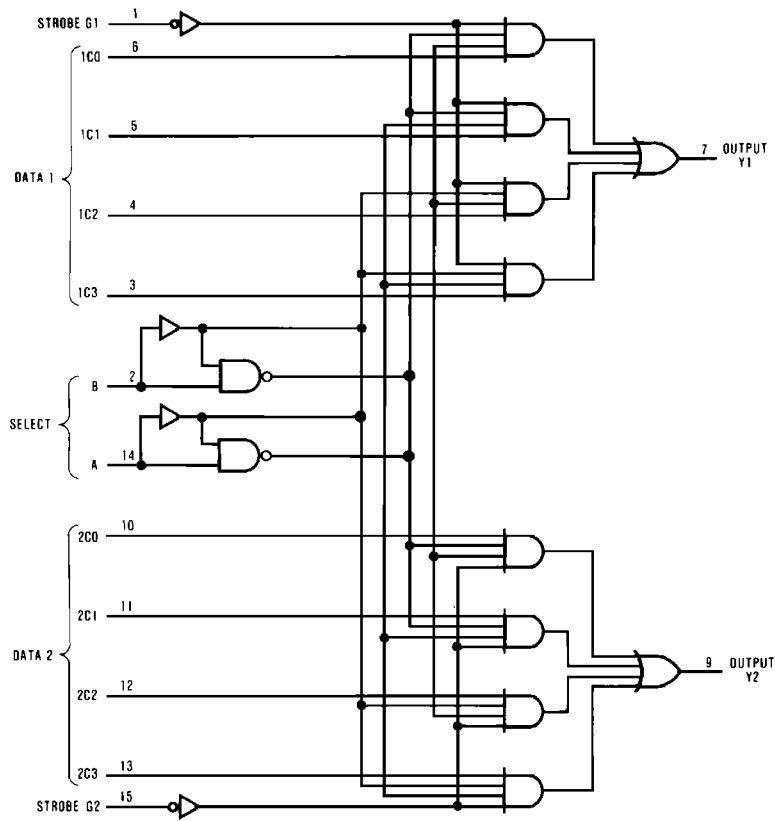 STROBE G1 1
6
1C0
5
1C1
DATA 1
4
1C2
3
1C3
7 OUTPUT
Y1
2
B
SELECT
14
A
10
2C0
11
2C1
DATA 2
12
2C2
13
2C3
STROBE G2 15
9 OUTPUT
Y2